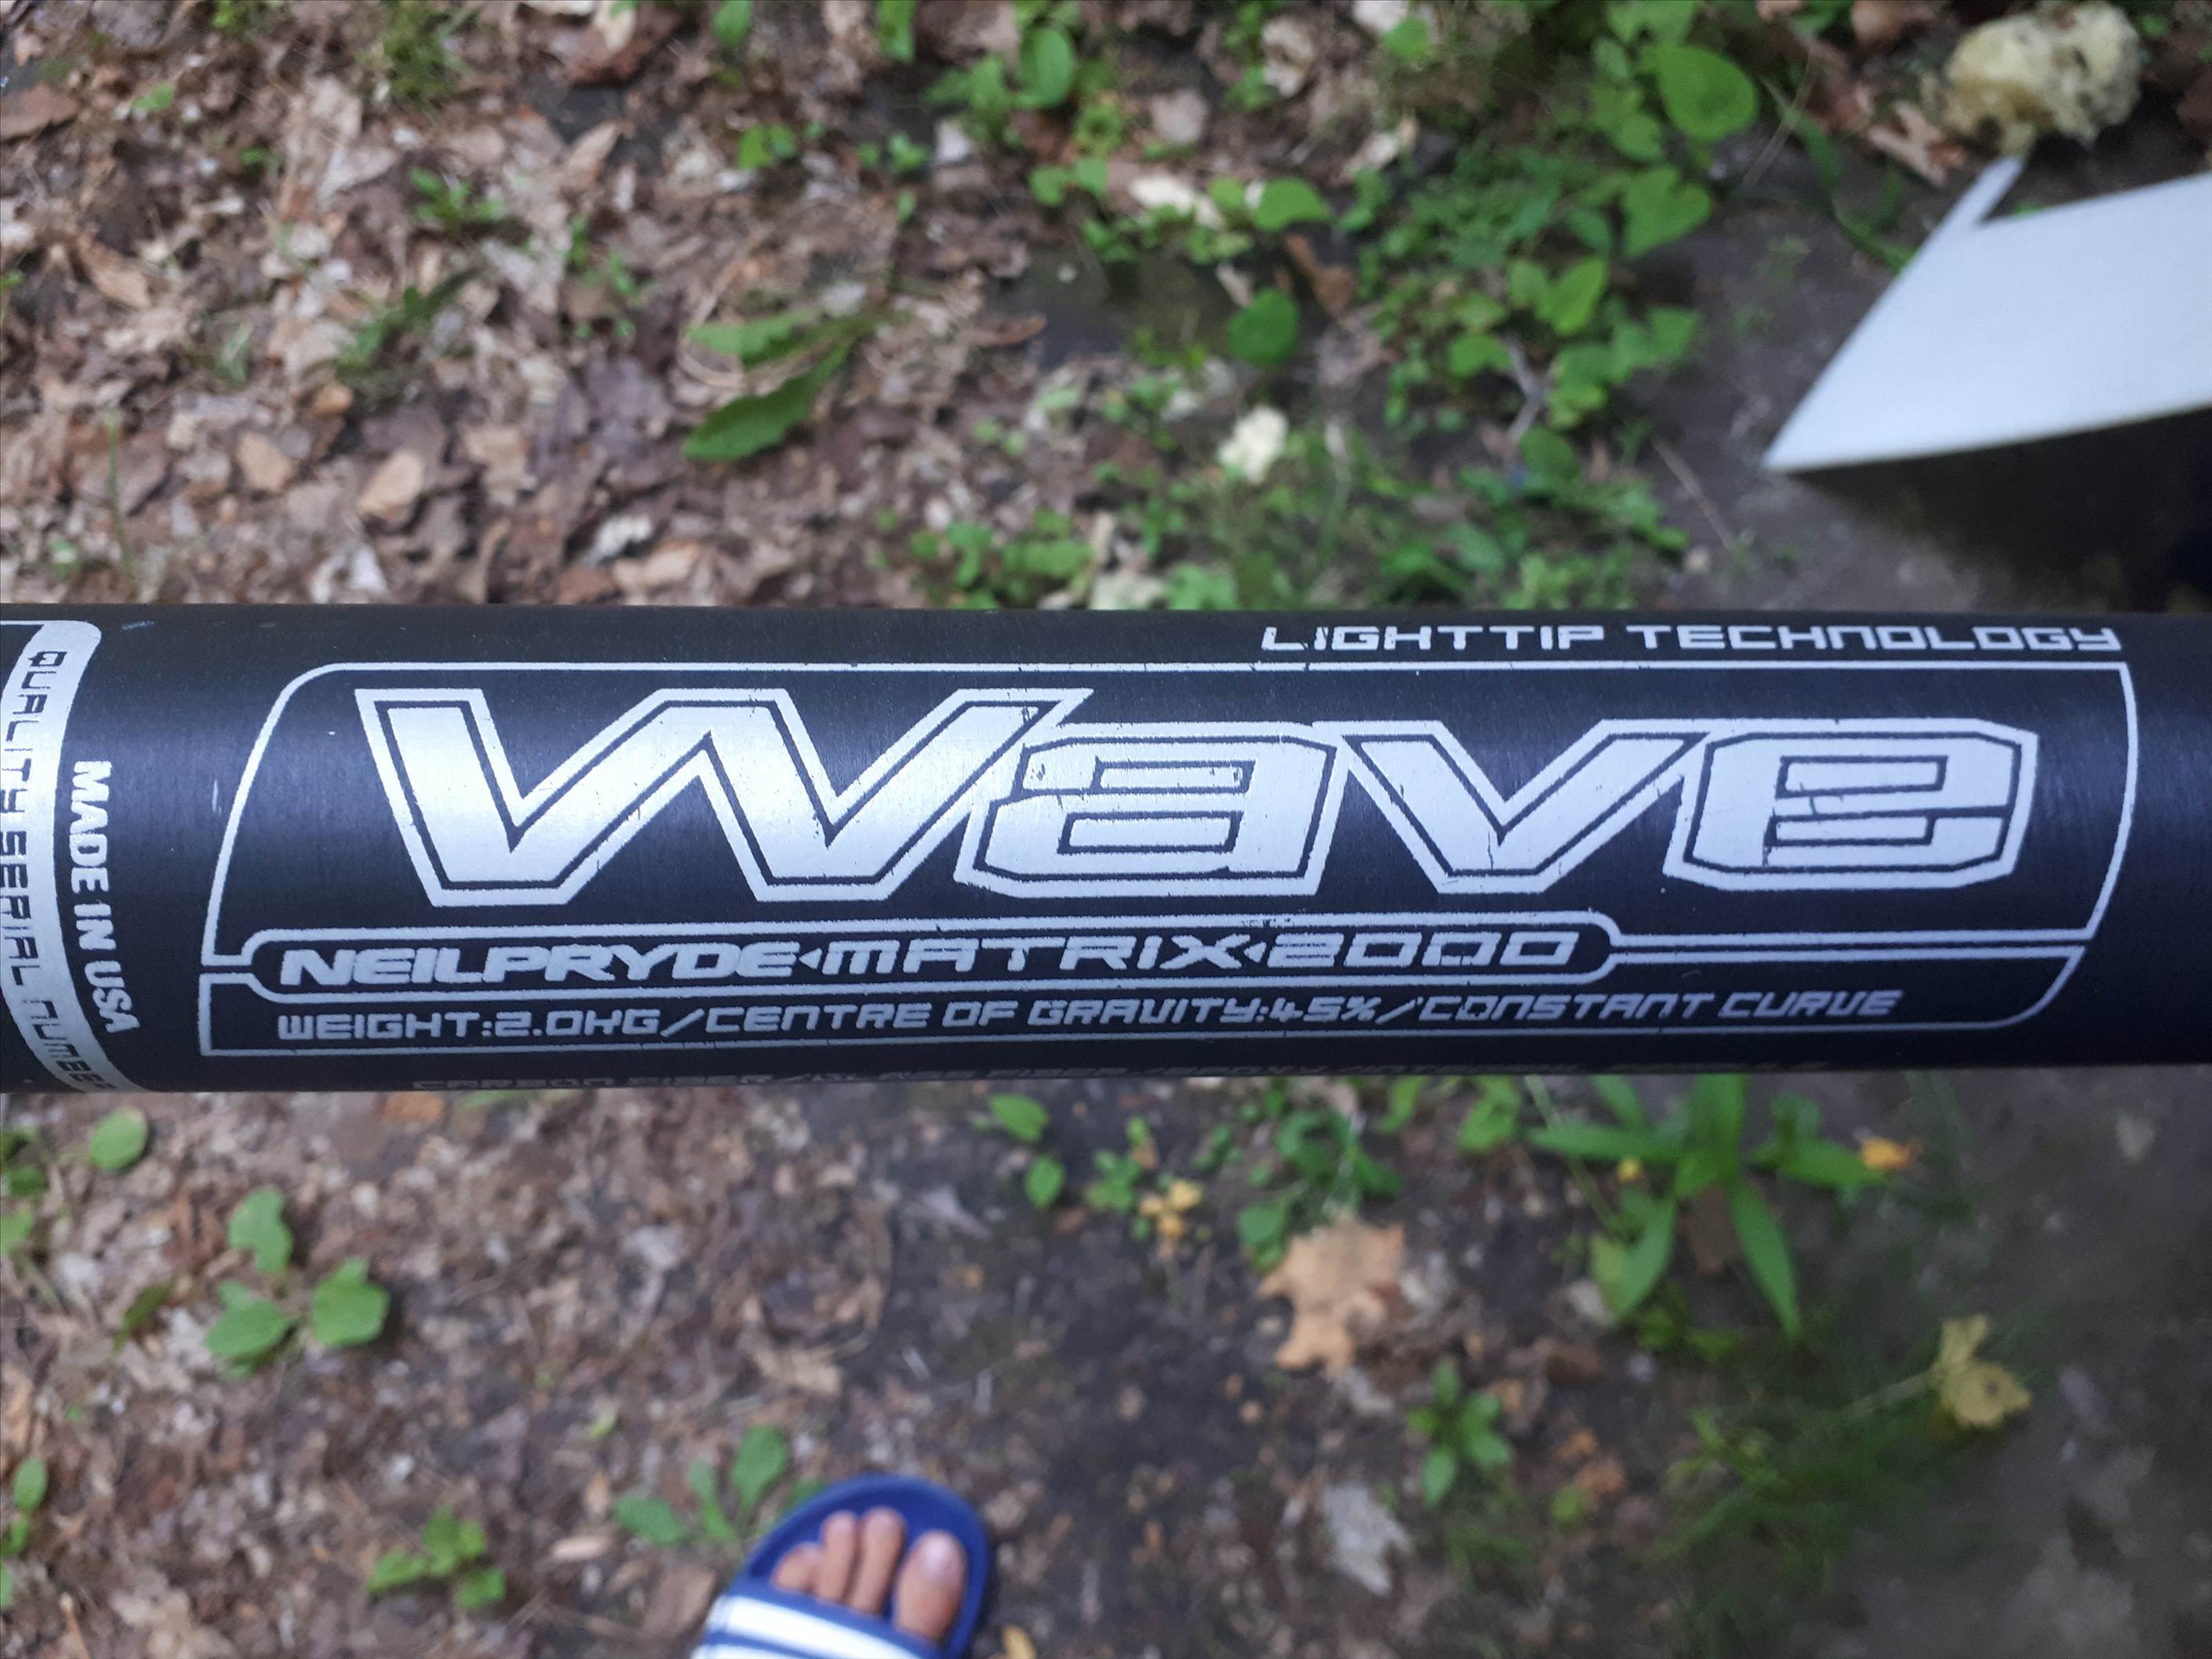 QUALITY SERIAL NUMBE
MADE IN USA
LIGHTTIP TECHNOLOGY
Wave
NEILPRYDE MATRIX 2000
WEIGHT:2.0KG/CENTRE OF GRAVITY:45%/CONSTANT CURVE